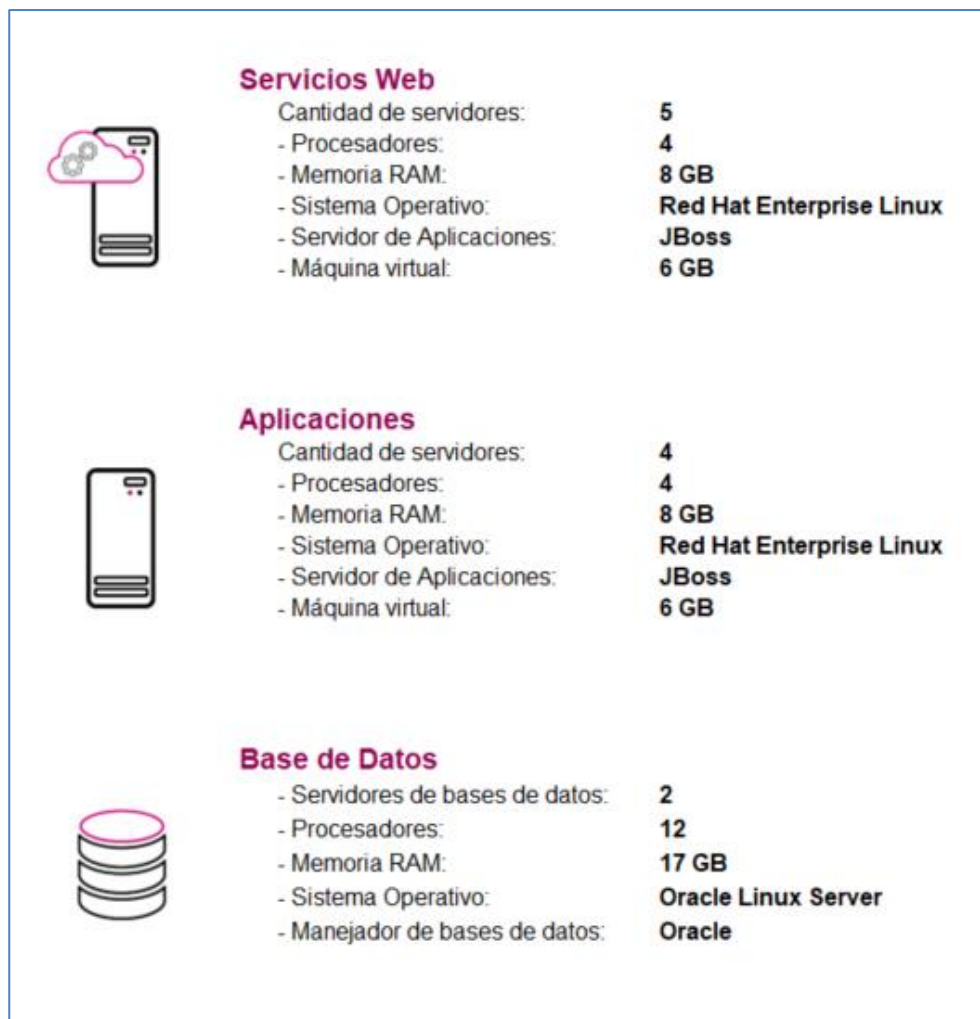 Servicios Web
Cantidad de servidores: 5
- Procesadores: 4
- Memoria RAM: 8 GB
- Sistema Operativo: Red Hat Enterprise Linux
- Servidor de Aplicaciones: JBoss
- Máquina virtual: 6 GB
Aplicaciones
Cantidad de servidores: 4
- Procesadores: 4
- Memoria RAM: 8 GB
- Sistema Operativo: Red Hat Enterprise Linux
- Servidor de Aplicaciones: JBoss
- Máquina virtual: 6 GB
Base de Datos
- Servidores de bases de datos: 2
- Procesadores: 12
- Memoria RAM: 17 GB
- Sistema Operativo: Oracle Linux Server
- Manejador de bases de datos: Oracle